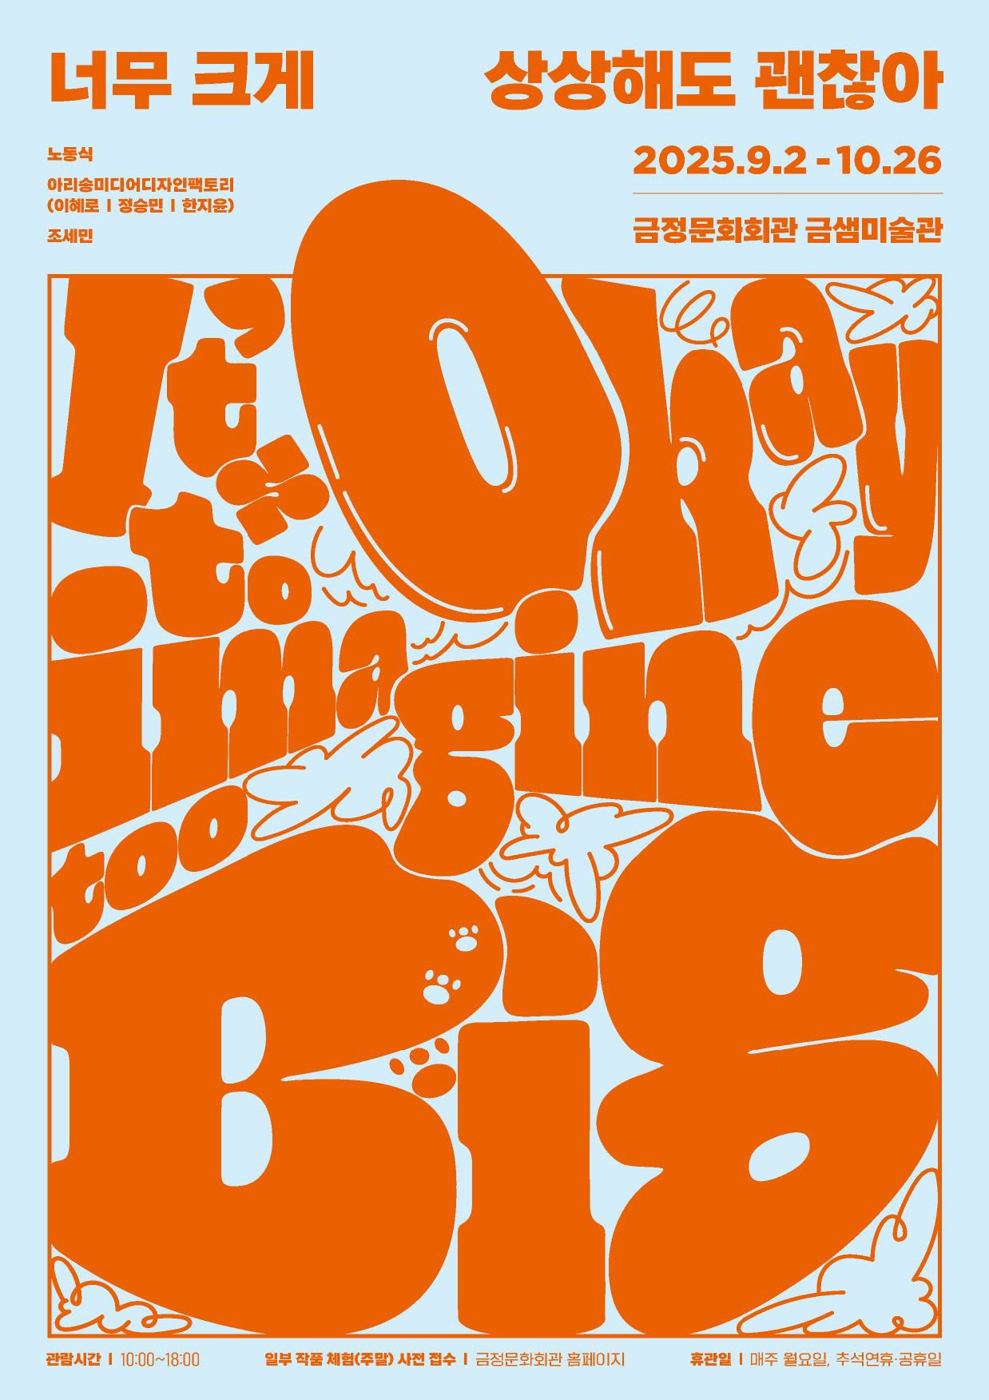 너무 크게 상상해도 괜찮아
노동식
아리송미디어디자인팩토리
(이혜로 | 정승민 | 한지윤)
조세민
2025.9.2 - 10.26
금정문화회관 금샘미술관
It's Okay
to
imagine
too
Big
관람시간 | 10:00~18:00
일부 작품 체험(주말) 사전 접수 | 금정문화회관 홈페이지
휴관일 | 매주 월요일, 추석연휴·공휴일